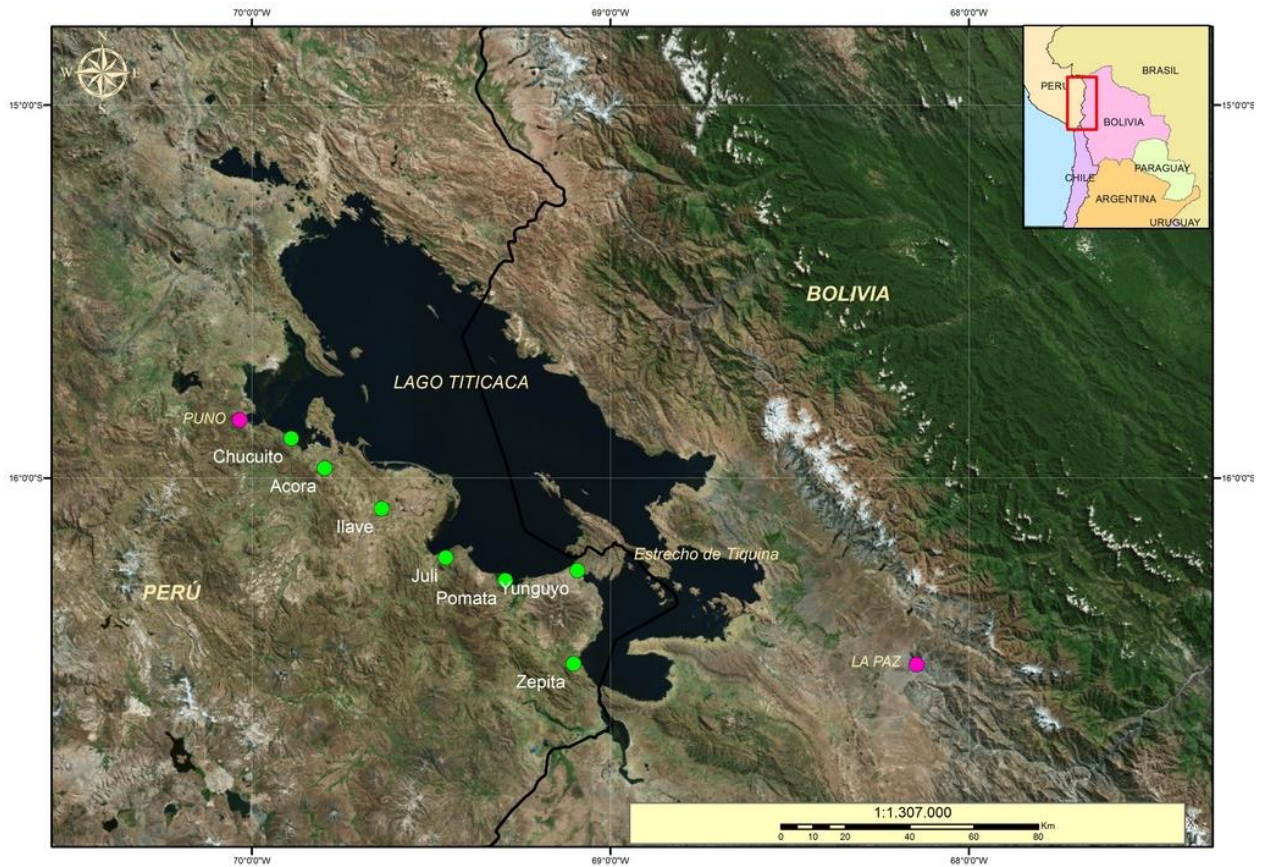 70°0'0"W
69°0'0"W
68°0'0"W
N
W
E
S
PERÚ
BRASIL
BOLIVIA
PARAGUAY
CHILE
ARGENTINA
URUGUAY
15°0'0"S
15°0'0"S
BOLIVIA
LAGO TITICACA
PUNO
Chucuito
Acora
16°0'0"S
16°0'0"S
Ilave
Estrecho de Tiquina
Juli
Pomata
Yunguyo
PERÚ
LA PAZ
Zepita
1:1.307.000
0 10 20 40 60 80 Km
70°0'0"W
69°0'0"W
68°0'0"W